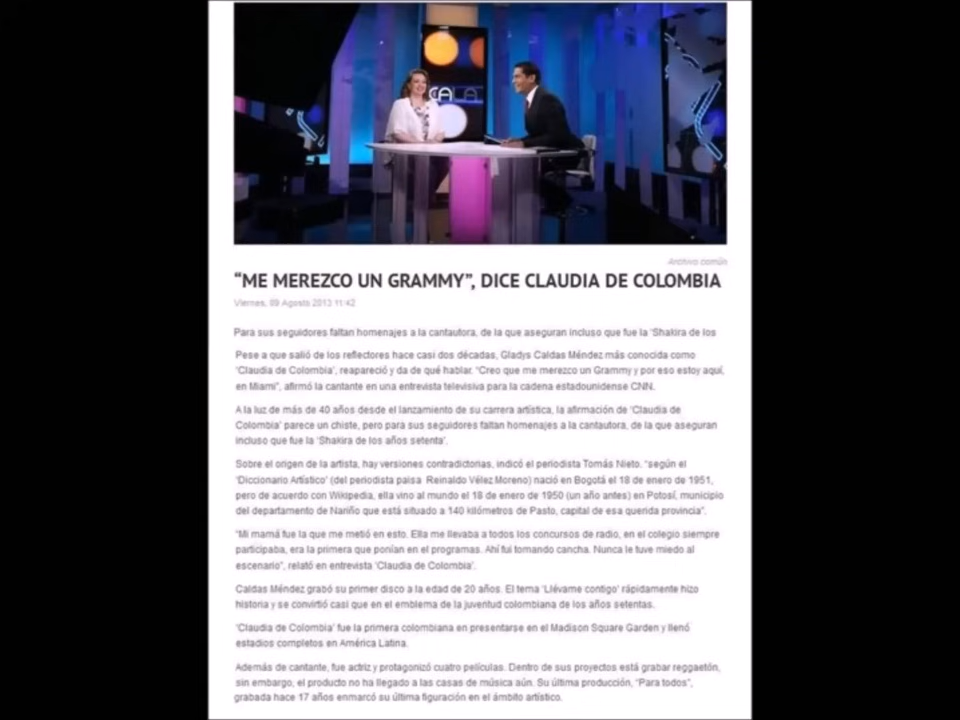 CALA
Archivo común
“ME MEREZCO UN GRAMMY”, DICE CLAUDIA DE COLOMBIA
Viernes, 09 Agosto 2013 11:42
Para sus seguidores faltan homenajes a la cantautora, de la que aseguran incluso que fue la ‘Shakira de los
Pese a que salió de los reflectores hace casi dos décadas, Gladys Caldas Méndez más conocida como
‘Claudia de Colombia’, reapareció y da de qué hablar. “Creo que me merezco un Grammy y por eso estoy aquí,
en Miami”, afirmó la cantante en una entrevista televisiva para la cadena estadounidense CNN.
A la luz de más de 40 años desde el lanzamiento de su carrera artística, la afirmación de ‘Claudia de
Colombia’ parece un chiste, pero para sus seguidores faltan homenajes a la cantautora, de la que aseguran
incluso que fue la ‘Shakira de los años setenta’.
Sobre el origen de la artista, hay versiones contradictorias, indicó el periodista Tomás Nieto. “según el
‘Diccionario Artístico’ (del periodista paisa Reinaldo Vélez Moreno) nació en Bogotá el 18 de enero de 1951,
pero de acuerdo con Wikipedia, ella vino al mundo el 18 de enero de 1950 (un año antes) en Potosí, municipio
del departamento de Nariño que está situado a 140 kilómetros de Pasto, capital de esa querida provincia”.
“Mi mamá fue la que me metió en esto. Ella me llevaba a todos los concursos de radio, en el colegio siempre
participaba, era la primera que ponían en el programas. Ahí fui tomando cancha. Nunca le tuve miedo al
escenario”, relató en entrevista ‘Claudia de Colombia’.
Caldas Méndez grabó su primer disco a la edad de 20 años. El tema ‘Llévame contigo’ rápidamente hizo
historia y se convirtió casi que en el emblema de la juventud colombiana de los años setentas.
‘Claudia de Colombia’ fue la primera colombiana en presentarse en el Madison Square Garden y llenó
estadios completos en América Latina.
Además de cantante, fue actriz y protagonizó cuatro películas. Dentro de sus proyectos está grabar reggaetón,
sin embargo, el producto no ha llegado a las casas de música aún. Su última producción, “Para todos”,
grabada hace 17 años enmarcó su última figuración en el ámbito artístico.